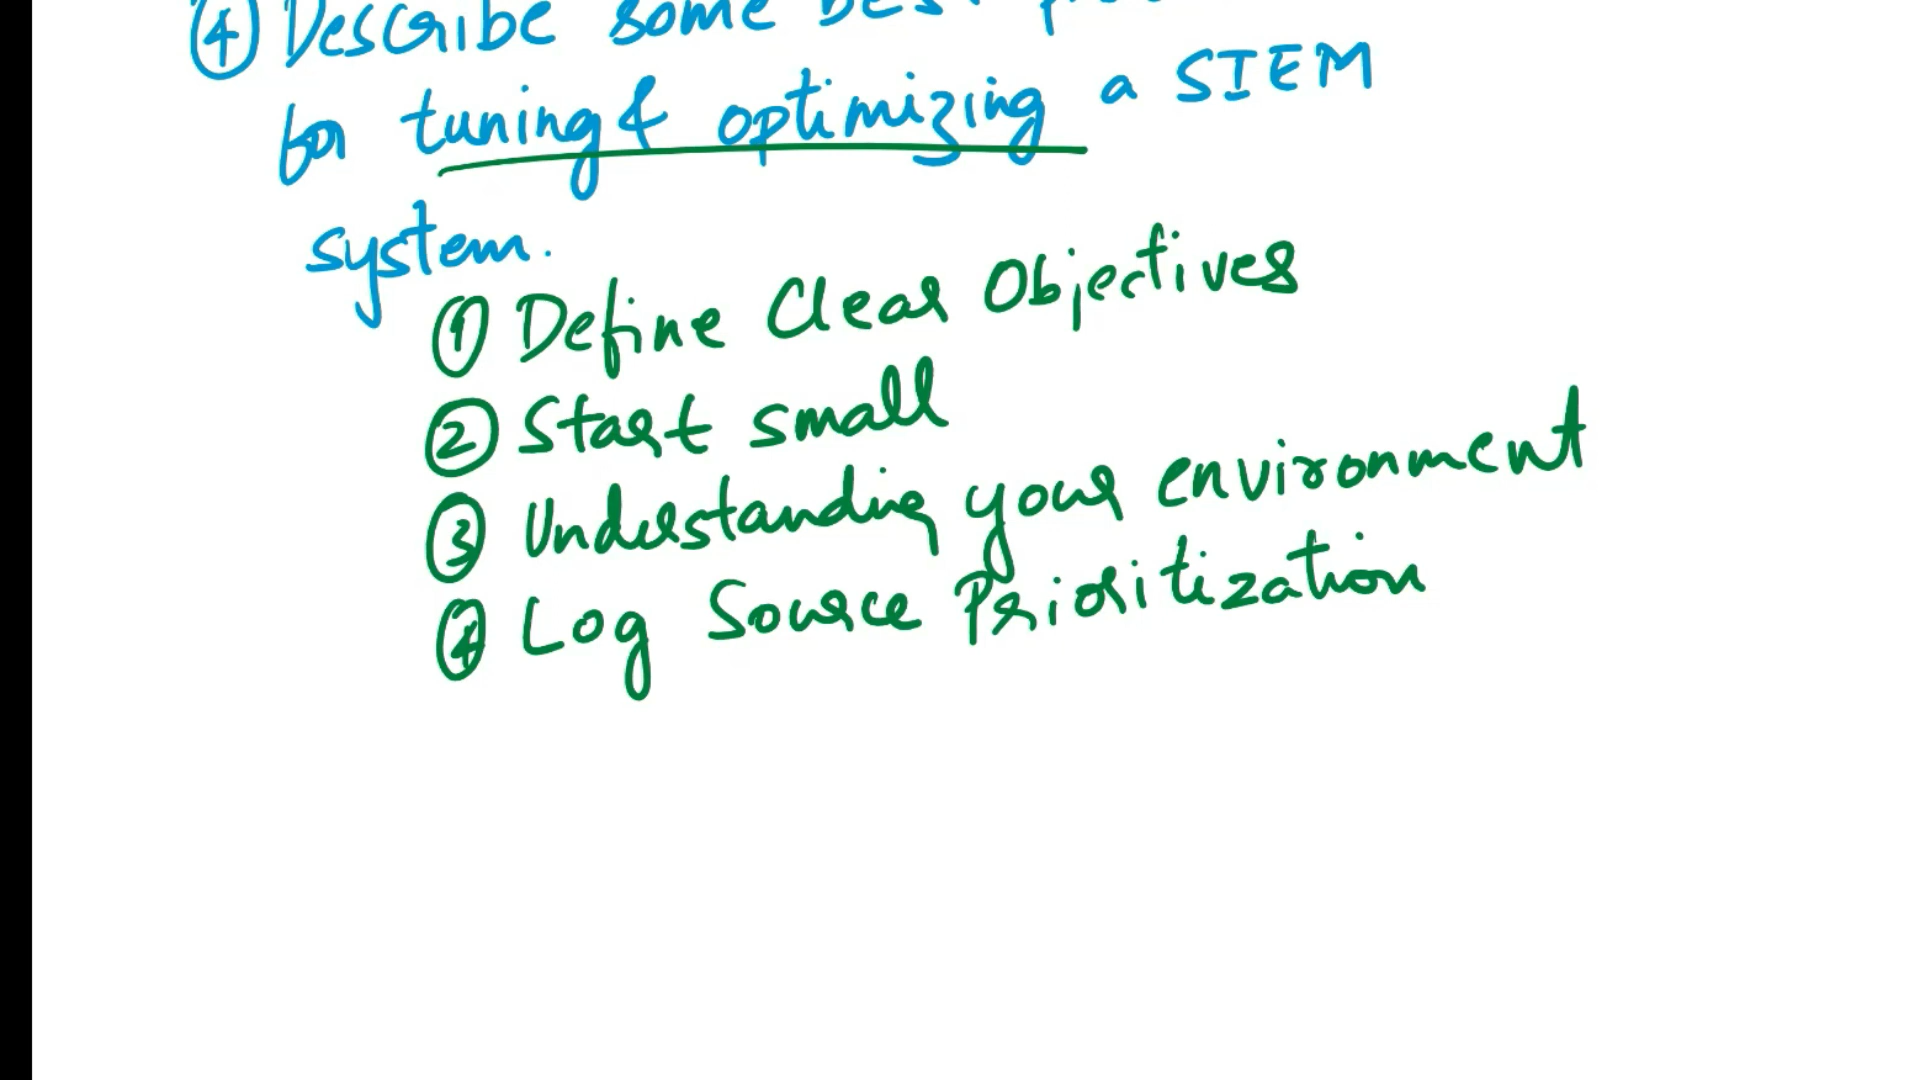 ④ Describe some best
for tuning & optimizing a SIEM
system.
① Define Clear Objectives
② Start small
③ Understanding your environment
④ Log Source Prioritization